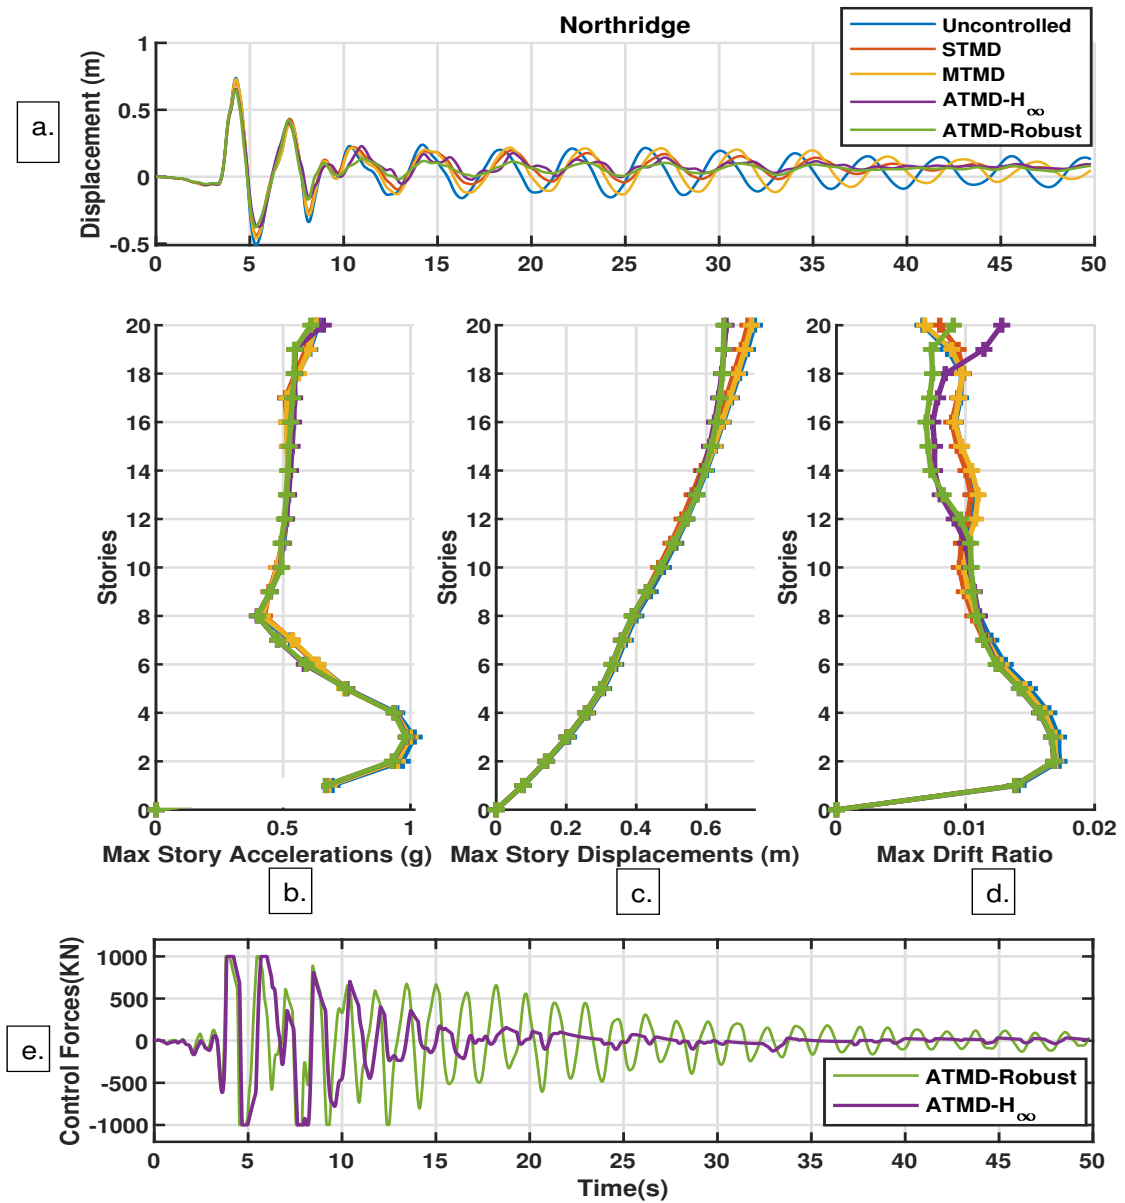 Northridge
Uncontrolled
STMD
MTMD
ATMD-H∞
ATMD-Robust
a.
Displacement (m)
1
0.5
0
-0.5
0 5 10 15 20 25 30 35 40 45 50
Stories
20
18
16
14
12
10
8
6
4
2
0
0 0.5 1
Max Story Accelerations (g)
b.
Stories
20
18
16
14
12
10
8
6
4
2
0
0 0.2 0.4 0.6
Max Story Displacements (m)
c.
Stories
20
18
16
14
12
10
8
6
4
2
0
0 0.01 0.02
Max Drift Ratio
d.
e.
Control Forces(KN)
1000
500
0
-500
-1000
ATMD-Robust
ATMD-H∞
0 5 10 15 20 25 30 35 40 45 50
Time(s)